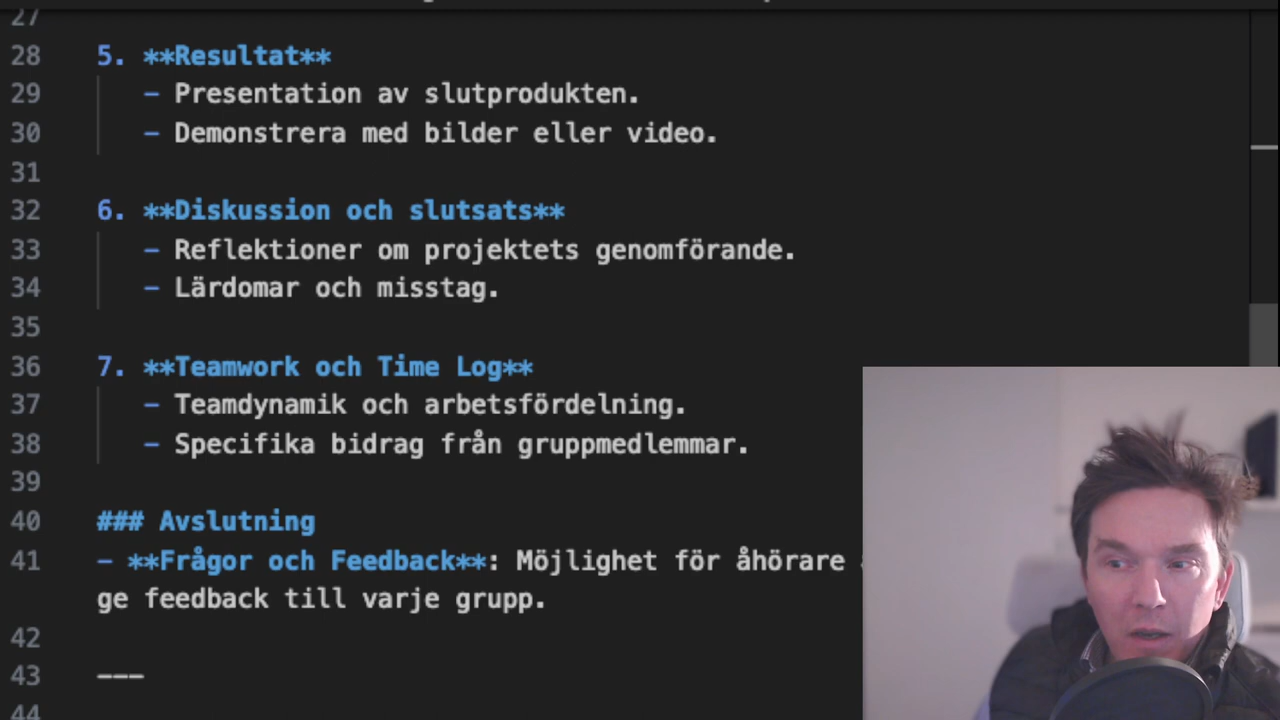 27
28 5. **Resultat**
29 - Presentation av slutprodukten.
30 - Demonstrera med bilder eller video.
31
32 6. **Diskussion och slutsats**
33 - Reflektioner om projektets genomförande.
34 - Lärdomar och misstag.
35
36 7. **Teamwork och Time Log**
37 - Teamdynamik och arbetsfördelning.
38 - Specifika bidrag från gruppmedlemmar.
39
40 ### Avslutning
41 - **Frågor och Feedback**: Möjlighet för åhörare
ge feedback till varje grupp.
42
43 ---
44